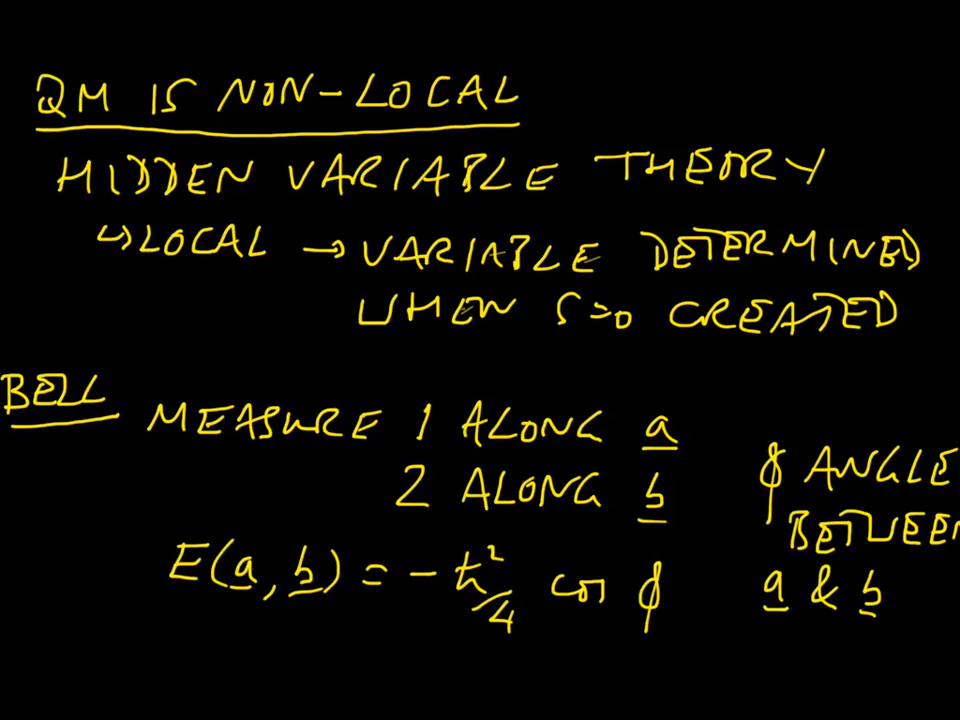 QM IS NON-LOCAL
HIDDEN VARIABLE THEORY
↳ LOCAL → VARIABLE DETERMINED
WHEN S=0 CREATED
BELL MEASURE 1 ALONG a
2 ALONG b
ϕ ANGLE
BETWEEN
a & b
E(a, b) = - ℏ²/4 cos ϕ